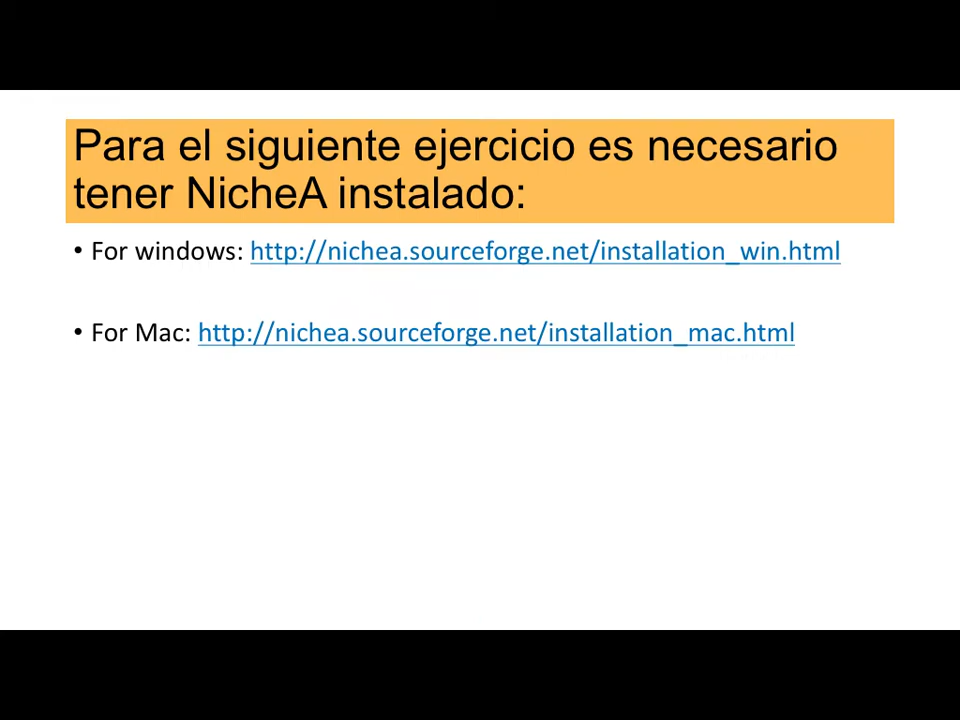 Para el siguiente ejercicio es necesario
tener NicheA instalado:
• For windows: http://nichea.sourceforge.net/installation_win.html
• For Mac: http://nichea.sourceforge.net/installation_mac.html